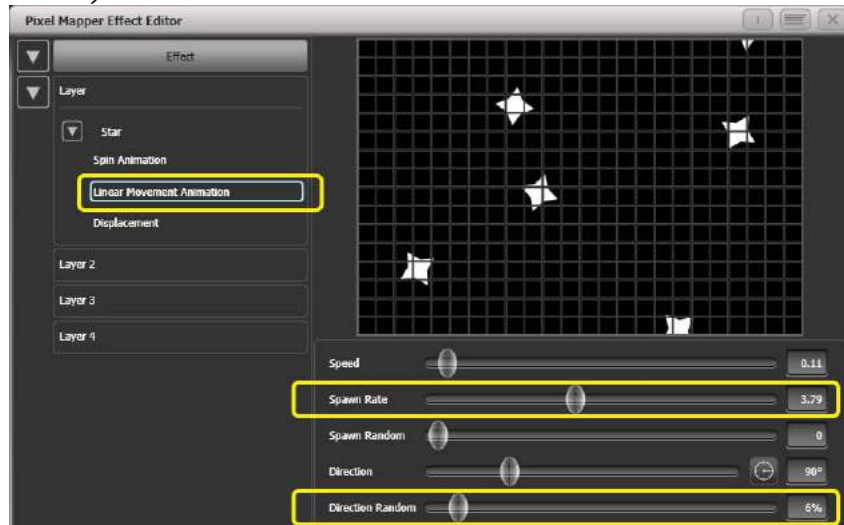 Pixel Mapper Effect Editor
Effect
Layer
Star
Spin Animation
Linear Movement Animation
Displacement
Layer 2
Layer 3
Layer 4
Speed 0.11
Spawn Rate 3.79
Spawn Random 0
Direction 90°
Direction Random 6%